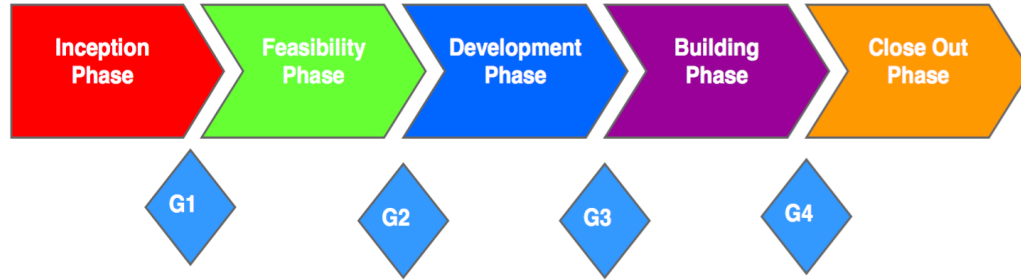 Inception
Phase
Feasibility
Phase
Development
Phase
Building
Phase
Close Out
Phase
G1
G2
G3
G4